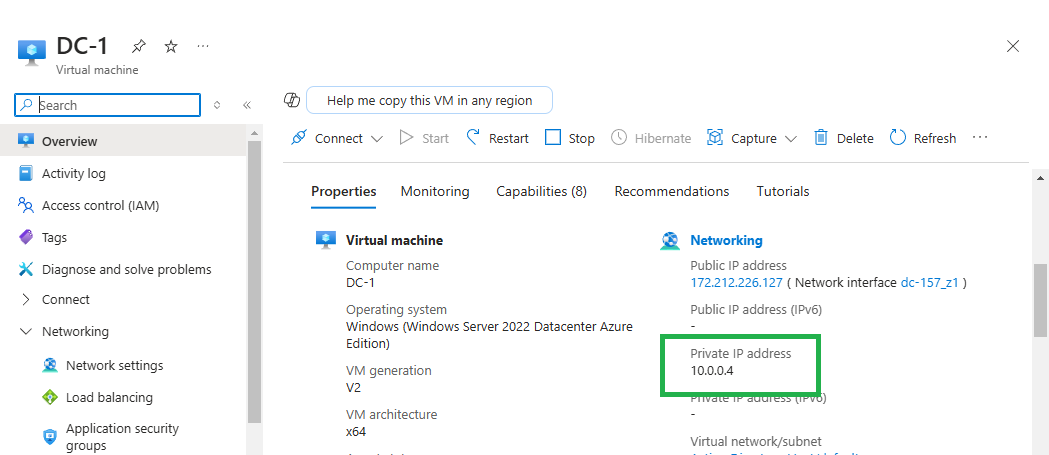 DC-1
Virtual machine
Search
Overview
Activity log
Access control (IAM)
Tags
Diagnose and solve problems
Connect
Networking
Network settings
Load balancing
Application security
groups
Help me copy this VM in any region
Connect Start Restart Stop Hibernate Capture Delete Refresh
Properties Monitoring Capabilities (8) Recommendations Tutorials
Virtual machine
Computer name
DC-1
Operating system
Windows (Windows Server 2022 Datacenter Azure
Edition)
VM generation
V2
VM architecture
x64
Networking
Public IP address
172.212.226.127 ( Network interface dc-157_z1 )
Public IP address (IPv6)
-
Private IP address
10.0.0.4
Private IP address (IPv6)
-
Virtual network/subnet